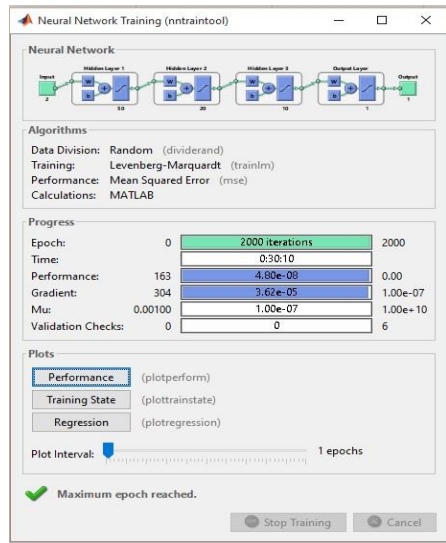 Neural Network Training (nntraintool)
Neural Network
Hidden Layer 1 Hidden Layer 2 Hidden Layer 3 Output Layer
Input Output
W W W W
b b b b
2 20 10 1 1
Algorithms
Data Division: Random (dividerand)
Training: Levenberg-Marquardt (trainlm)
Performance: Mean Squared Error (mse)
Calculations: MATLAB
Progress
Epoch: 0 2000 iterations 2000
Time: 0:30:10
Performance: 163 4.80e-08 0.00
Gradient: 304 3.62e-05 1.00e-07
Mu: 0.00100 1.00e-07 1.00e+10
Validation Checks: 0 0 6
Plots
Performance (plotperform)
Training State (plottrainstate)
Regression (plotregression)
Plot Interval: 1 epochs
Maximum epoch reached.
Stop Training Cancel